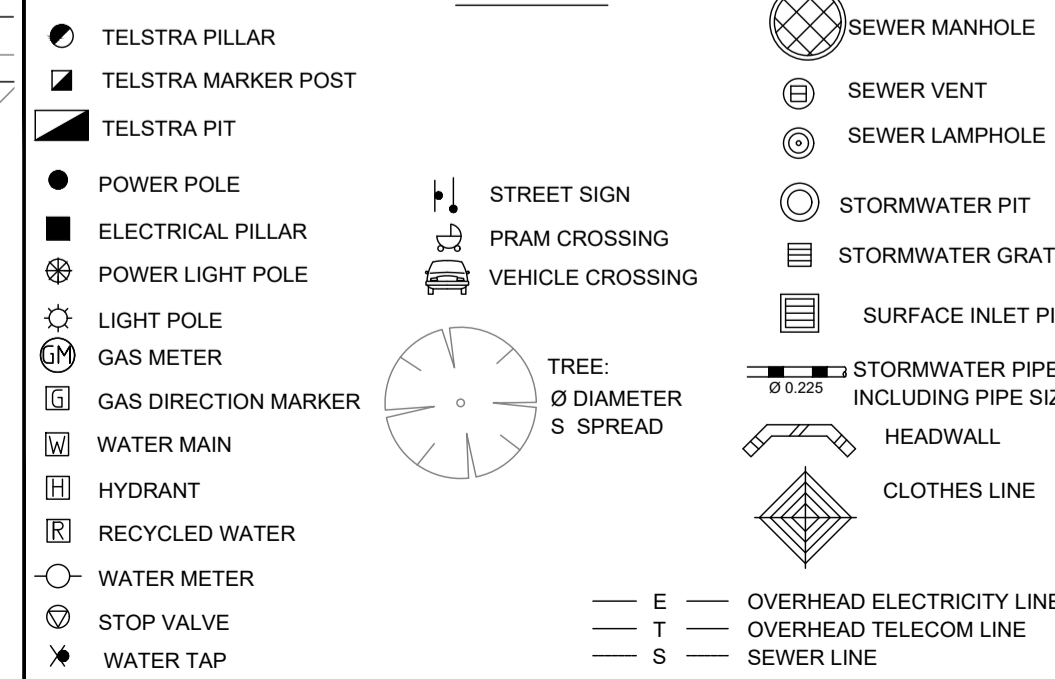 TELSTRA PILLAR
TELSTRA MARKER POST
TELSTRA PIT
POWER POLE
ELECTRICAL PILLAR
POWER LIGHT POLE
LIGHT POLE
GM GAS METER
G GAS DIRECTION MARKER
W WATER MAIN
H HYDRANT
R RECYCLED WATER
WATER METER
STOP VALVE
WATER TAP
STREET SIGN
PRAM CROSSING
VEHICLE CROSSING
TREE:
Ø DIAMETER
S SPREAD
SEWER MANHOLE
SEWER VENT
SEWER LAMPHOLE
STORMWATER PIT
STORMWATER GRAT
SURFACE INLET PI
STORMWATER PIPE
Ø 0.225 INCLUDING PIPE SIZ
HEADWALL
CLOTHES LINE
E OVERHEAD ELECTRICITY LINE
T OVERHEAD TELECOM LINE
S SEWER LINE